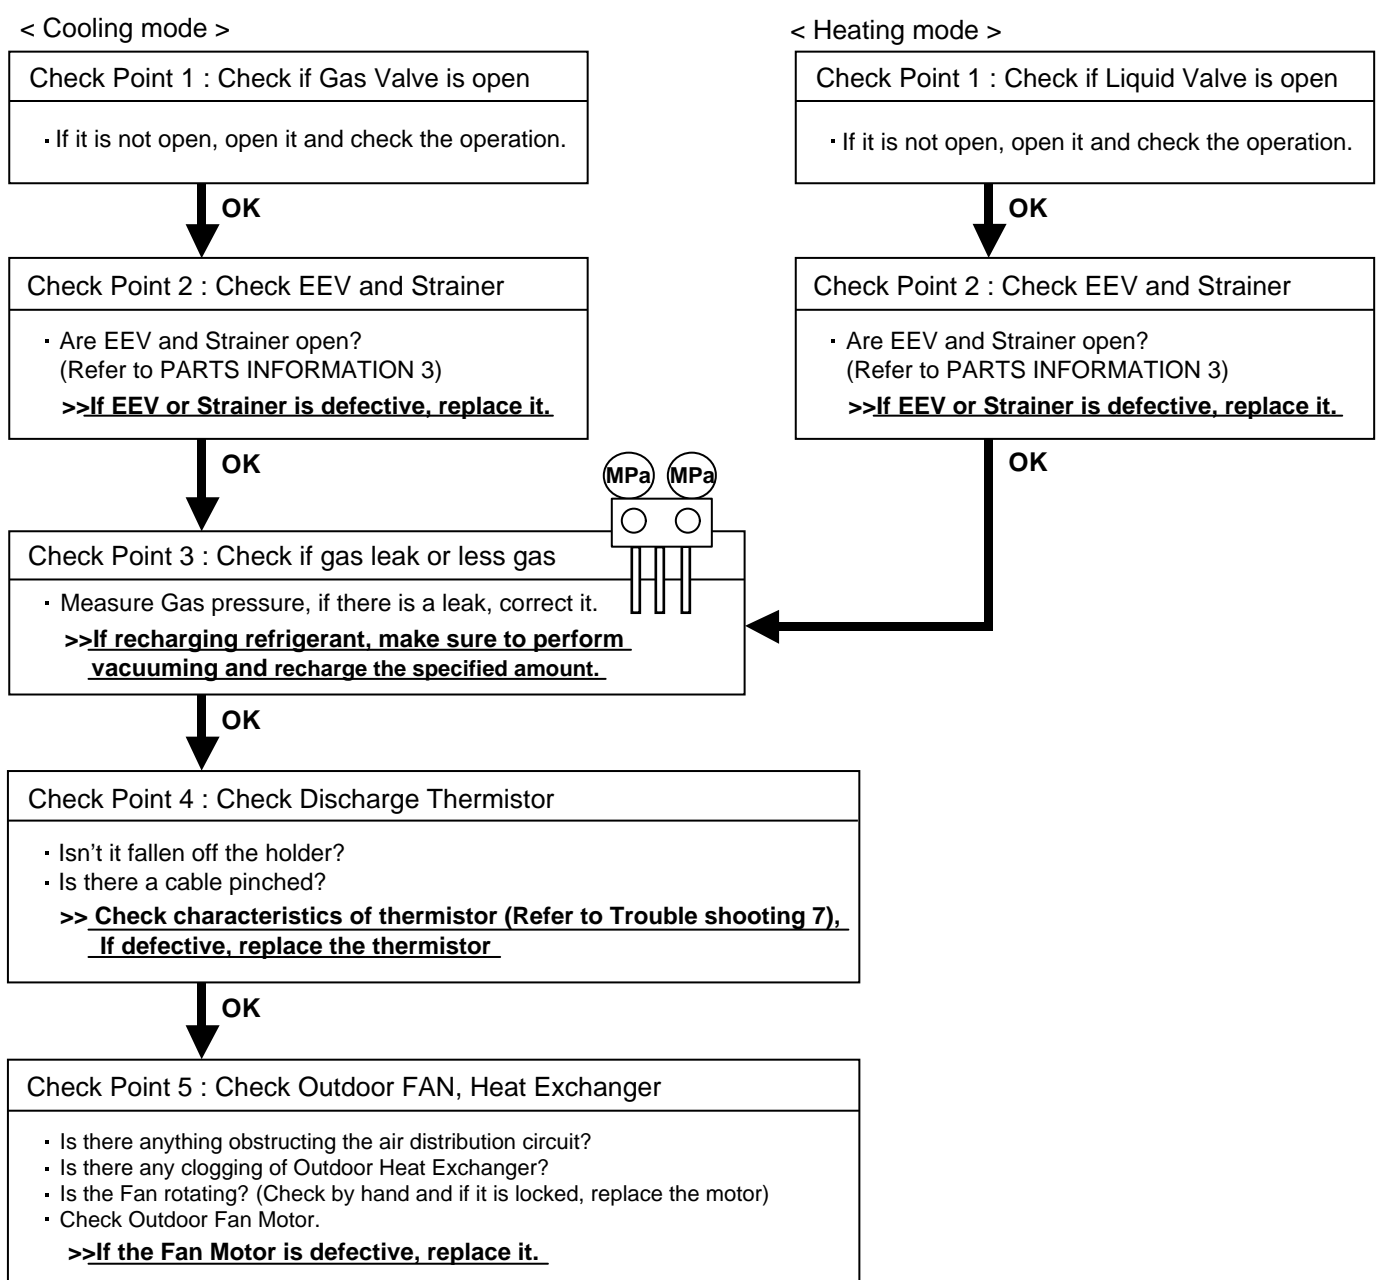 < Cooling mode >
Check Point 1 : Check if Gas Valve is open
· If it is not open, open it and check the operation.
OK
Check Point 2 : Check EEV and Strainer
· Are EEV and Strainer open?
(Refer to PARTS INFORMATION 3)
>>If EEV or Strainer is defective, replace it.
OK
< Heating mode >
Check Point 1 : Check if Liquid Valve is open
· If it is not open, open it and check the operation.
OK
Check Point 2 : Check EEV and Strainer
· Are EEV and Strainer open?
(Refer to PARTS INFORMATION 3)
>>If EEV or Strainer is defective, replace it.
OK
MPa MPa
Check Point 3 : Check if gas leak or less gas
· Measure Gas pressure, if there is a leak, correct it.
>>If recharging refrigerant, make sure to perform
vacuuming and recharge the specified amount.
OK
Check Point 4 : Check Discharge Thermistor
· Isn't it fallen off the holder?
· Is there a cable pinched?
>> Check characteristics of thermistor (Refer to Trouble shooting 7),
If defective, replace the thermistor
OK
Check Point 5 : Check Outdoor FAN, Heat Exchanger
· Is there anything obstructing the air distribution circuit?
· Is there any clogging of Outdoor Heat Exchanger?
· Is the Fan rotating? (Check by hand and if it is locked, replace the motor)
· Check Outdoor Fan Motor.
>>If the Fan Motor is defective, replace it.